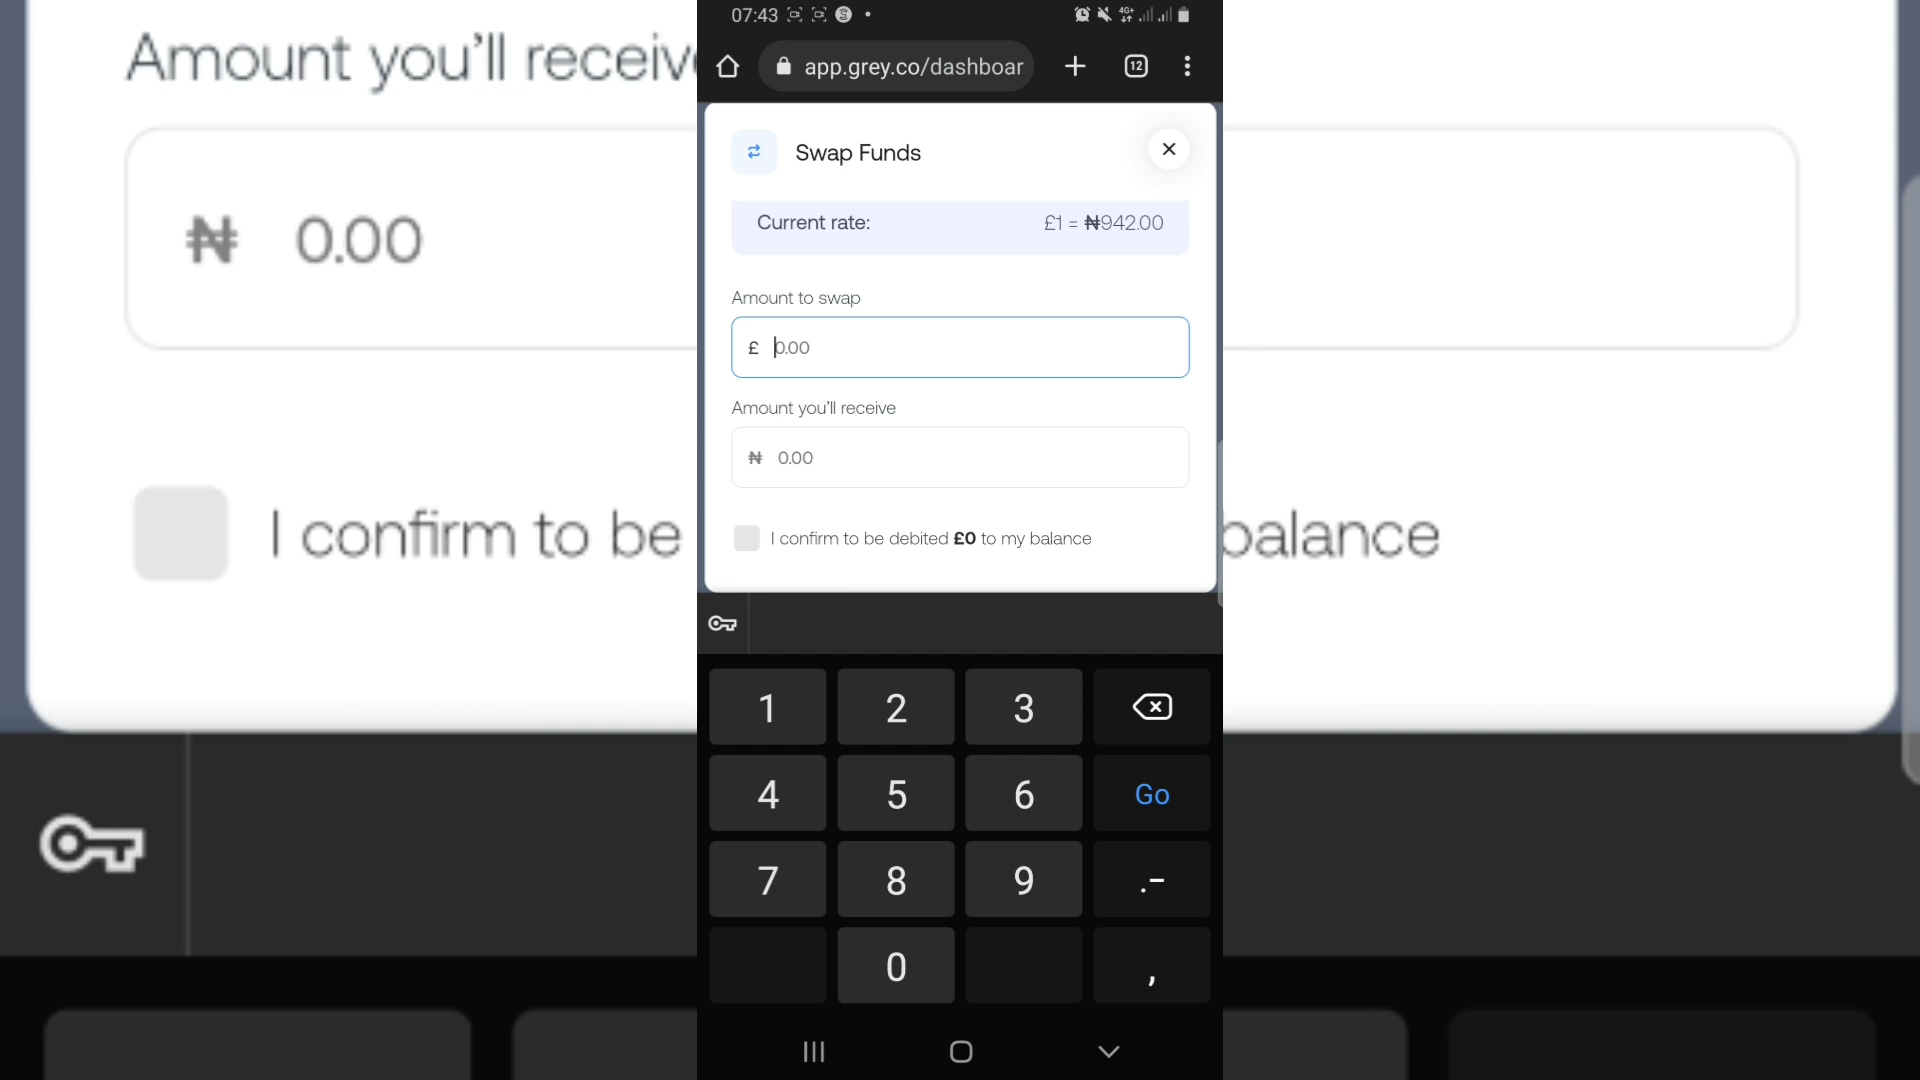 Amount you'll receiv
₦ 0.00
I confirm to be
balance
07:43
4G+
app.grey.co/dashboar
12
Swap Funds
Current rate: £1 = ₦942.00
Amount to swap
£ 0.00
Amount you'll receive
₦ 0.00
I confirm to be debited £0 to my balance
1 2 3
4 5 6 Go
7 8 9 .-
0 ,